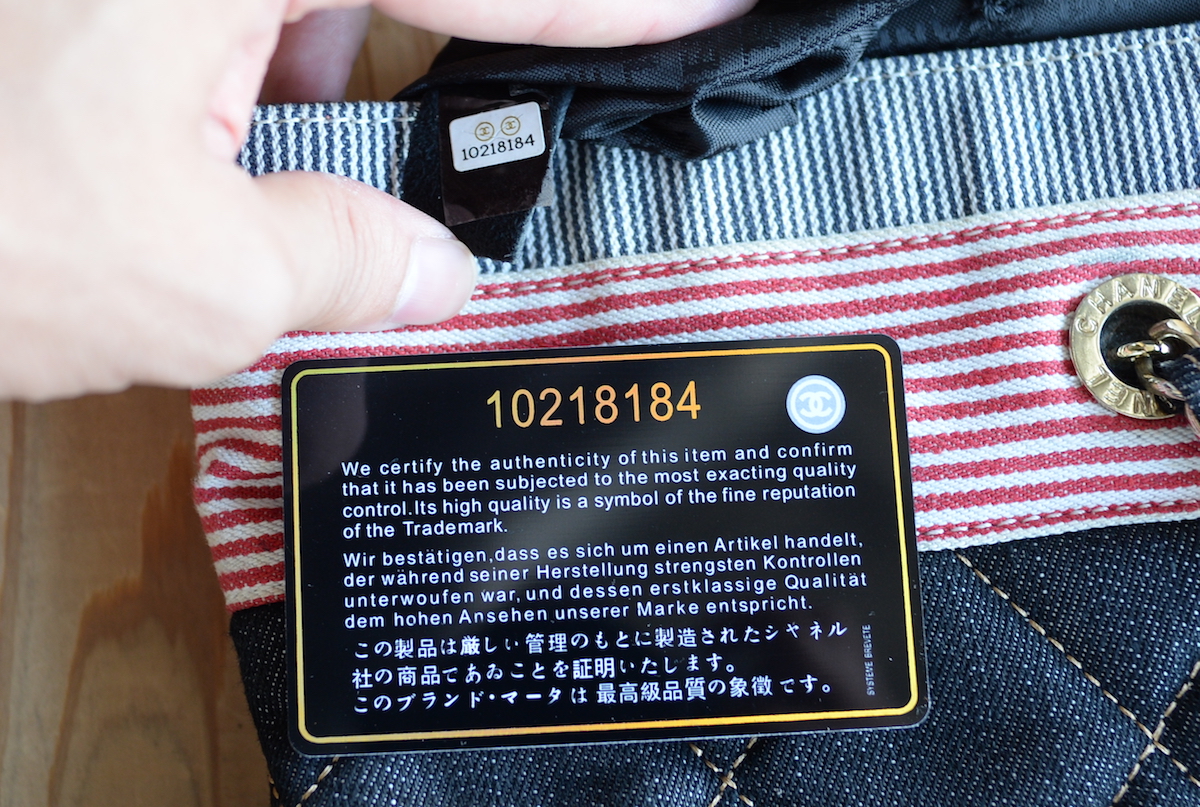 10218184
CHANEL
10218184
We certify the authenticity of this item and confirm
that it has been subjected to the most exacting quality
control.Its high quality is a symbol of the fine reputation
of the Trademark.
Wir bestätigen,dass es sich um einen Artikel handelt,
der während seiner Herstellung strengsten Kontrollen
unterwoufen war, und dessen erstklassige Qualität
dem hohen Ansehen unserer Marke entspricht.
この製品は厳しい管理のもとに製造されたシャネル
社の商品であゐことを証明いたします。
このブランド・マータは最高級品質の象徴です。
SYSTEME BREVETE